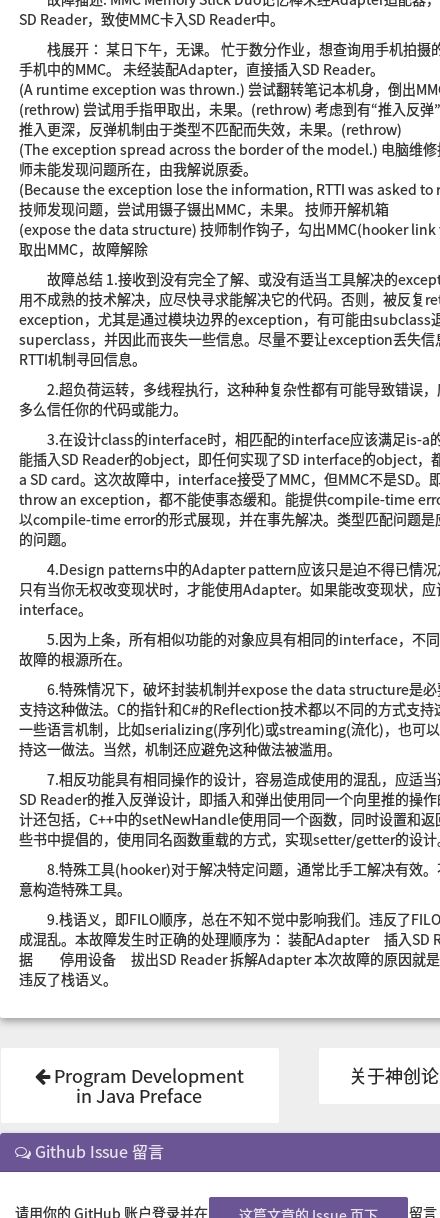 故障描述: MMC Memory Stick Duo记忆棒未经Adapter适配器，
SD Reader，致使MMC卡入SD Reader中。
栈展开： 某日下午，无课。 忙于数分作业，想查询用手机拍摄的
手机中的MMC。 未经装配Adapter，直接插入SD Reader。
(A runtime exception was thrown.) 尝试翻转笔记本机身，倒出MMC
(rethrow) 尝试用手指甲取出，未果。(rethrow) 考虑到有“推入反弹”
推入更深，反弹机制由于类型不匹配而失效，未果。(rethrow)
(The exception spread across the border of the model.) 电脑维修技
师未能发现问题所在，由我解说原委。
(Because the exception lose the information, RTTI was asked to r
技师发现问题，尝试用镊子镊出MMC，未果。 技师开解机箱
(expose the data structure) 技师制作钩子，勾出MMC(hooker link
取出MMC，故障解除
故障总结 1.接收到没有完全了解、或没有适当工具解决的except
用不成熟的技术解决，应尽快寻求能解决它的代码。否则，被反复ret
exception，尤其是通过模块边界的exception，有可能由subclass退
superclass，并因此而丧失一些信息。尽量不要让exception丢失信息
RTTI机制寻回信息。
2.超负荷运转，多线程执行，这种种复杂性都有可能导致错误，
多么信任你的代码或能力。
3.在设计class的interface时，相匹配的interface应该满足is-a的
能插入SD Reader的object，即任何实现了SD interface的object，都
a SD card。这次故障中，interface接受了MMC，但MMC不是SD。即
throw an exception，都不能使事态缓和。能提供compile-time erro
以compile-time error的形式展现，并在事先解决。类型匹配问题是应
的问题。
4.Design patterns中的Adapter pattern应该只是迫不得已情况
只有当你无权改变现状时，才能使用Adapter。如果能改变现状，应
interface。
5.因为上条，所有相似功能的对象应具有相同的interface，不同
故障的根源所在。
6.特殊情况下，破坏封装机制并expose the data structure是必
支持这种做法。C的指针和C#的Reflection技术都以不同的方式支持
一些语言机制，比如serializing(序列化)或streaming(流化)，也可以
持这一做法。当然，机制还应避免这种做法被滥用。
7.相反功能具有相同操作的设计，容易造成使用的混乱，应适当
SD Reader的推入反弹设计，即插入和弹出使用同一个向里推的操作
计还包括，C++中的setNewHandle使用同一个函数，同时设置和返
些书中提倡的，使用同名函数重载的方式，实现setter/getter的设计。
8.特殊工具(hooker)对于解决特定问题，通常比手工解决有效。
意构造特殊工具。
9.栈语义，即FILO顺序，总在不知不觉中影响我们。违反了FILO
成混乱。本故障发生时正确的处理顺序为： 装配Adapter 插入SD R
据 停用设备 拔出SD Reader 拆解Adapter 本次故障的原因就是
违反了栈语义。
Program Development
in Java Preface
关于神创论
Github Issue 留言
请用你的 GitHub 账户登录并在 这篇文章的 Issue 页下 留言